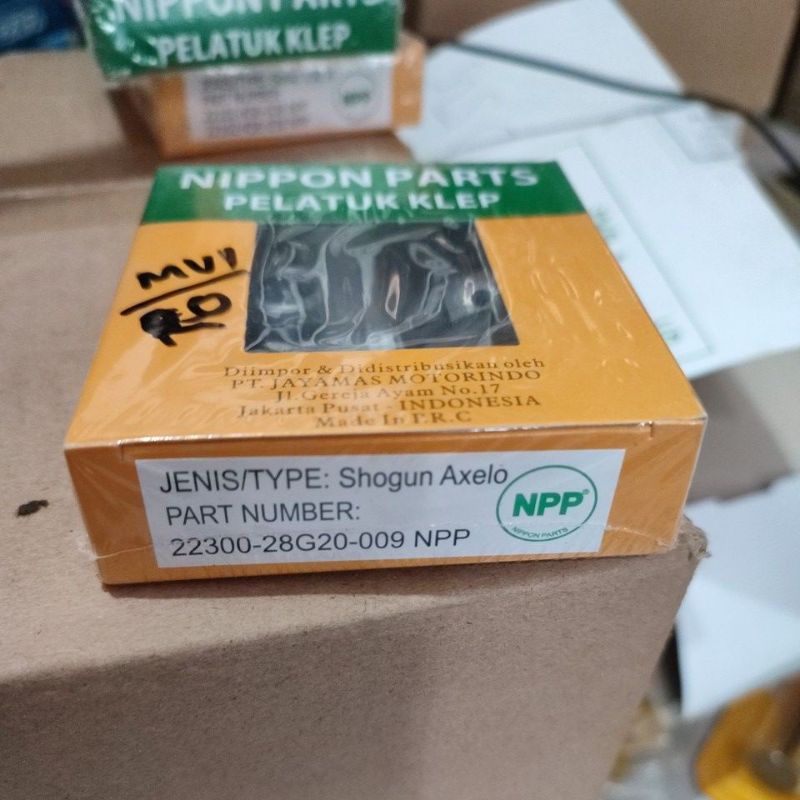 NIPPON PARTS
PELATUK KLEP
NPP
NIPPON PARTS
PELATUK KLEP
MV1
Diimpor & Didistribusikan oleh
PT. JAYAMAS MOTORINDO
Jl. Gereja Ayam No.17
Jakarta Pusat - INDONESIA
Made In P.R.C
JENIS/TYPE: Shogun Axelo
PART NUMBER:
22300-28G20-009 NPP
NPP®
NIPPON PARTS